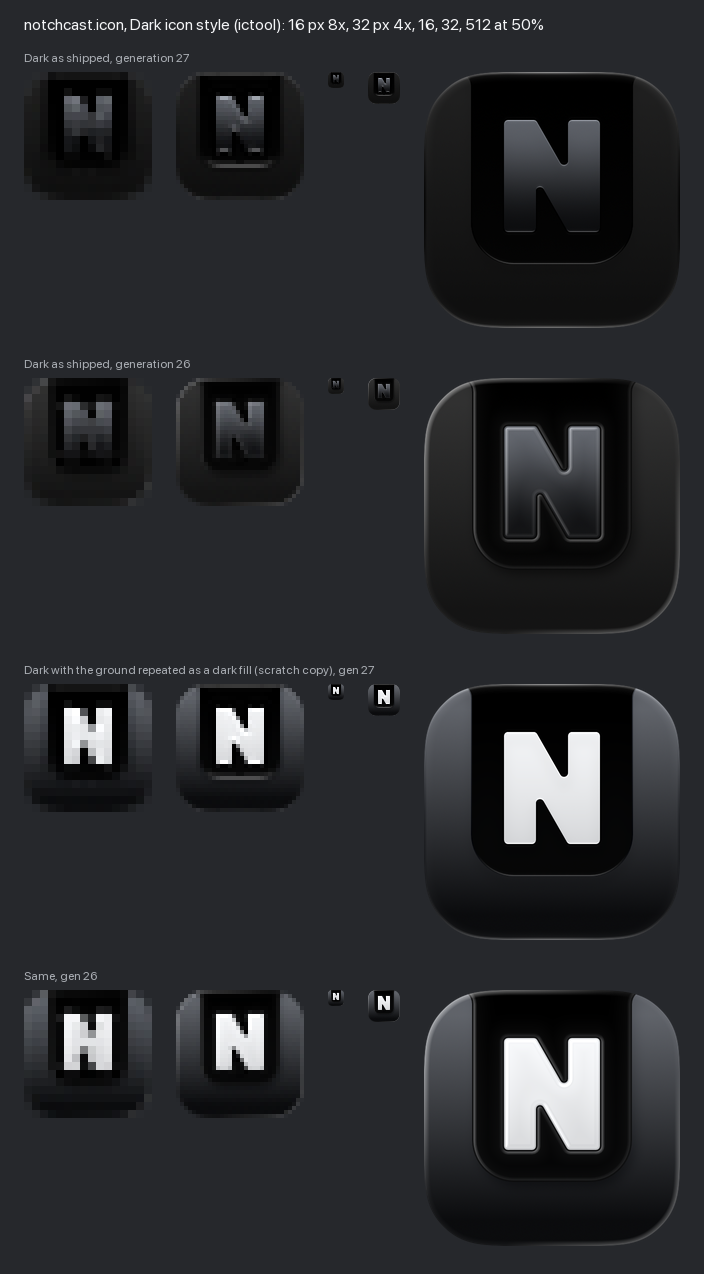 notchcast.icon, Dark icon style (ictool): 16 px 8x, 32 px 4x, 16, 32, 512 at 50%
Dark as shipped, generation 27
N N N N N
Dark as shipped, generation 26
N N N N N
Dark with the ground repeated as a dark fill (scratch copy), gen 27
N N N N N
Same, gen 26
N N N N N